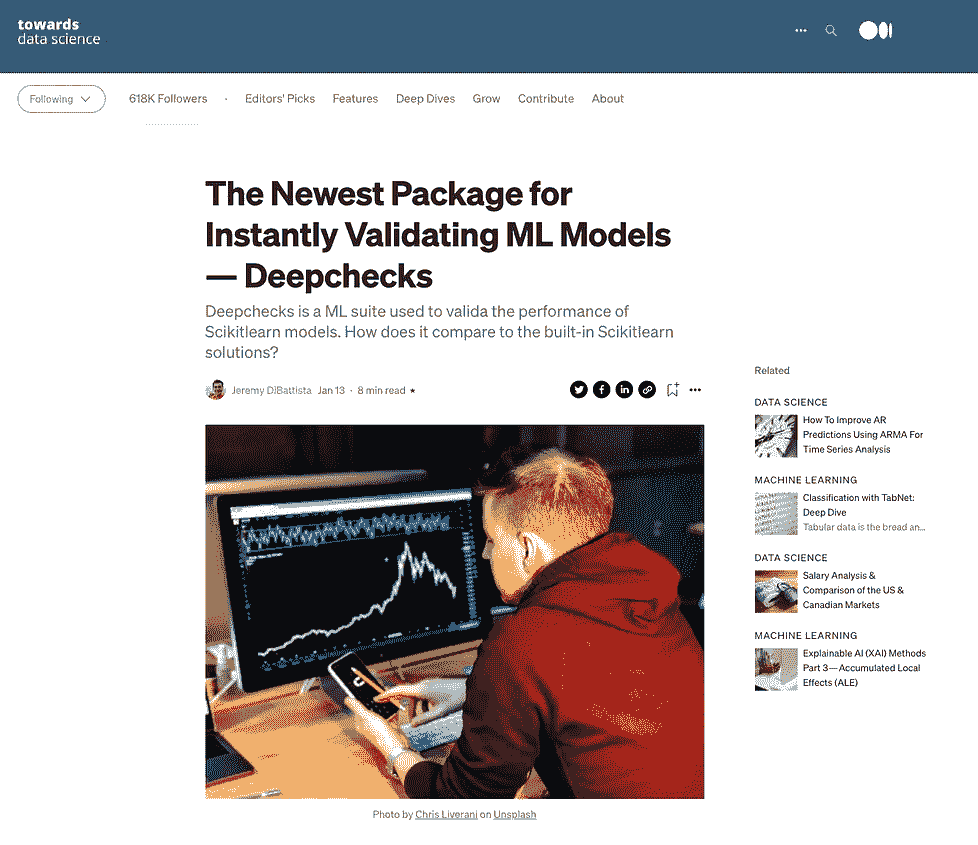 towards
data science
Following
618K Followers · Editors' Picks Features Deep Dives Grow Contribute About
The Newest Package for
Instantly Validating ML Models
— Deepchecks
Deepchecks is a ML suite used to valida the performance of
Scikitlearn models. How does it compare to the built-in Scikitlearn
solutions?
Jeremy DiBattista Jan 13 · 8 min read
Photo by Chris Liverani on Unsplash
Related
DATA SCIENCE
How To Improve AR
Predictions Using ARMA For
Time Series Analysis
MACHINE LEARNING
Classification with TabNet:
Deep Dive
Tabular data is the bread an...
DATA SCIENCE
Salary Analysis &
Comparison of the US &
Canadian Markets
MACHINE LEARNING
Explainable AI (XAI) Methods
Part 3 — Accumulated Local
Effects (ALE)